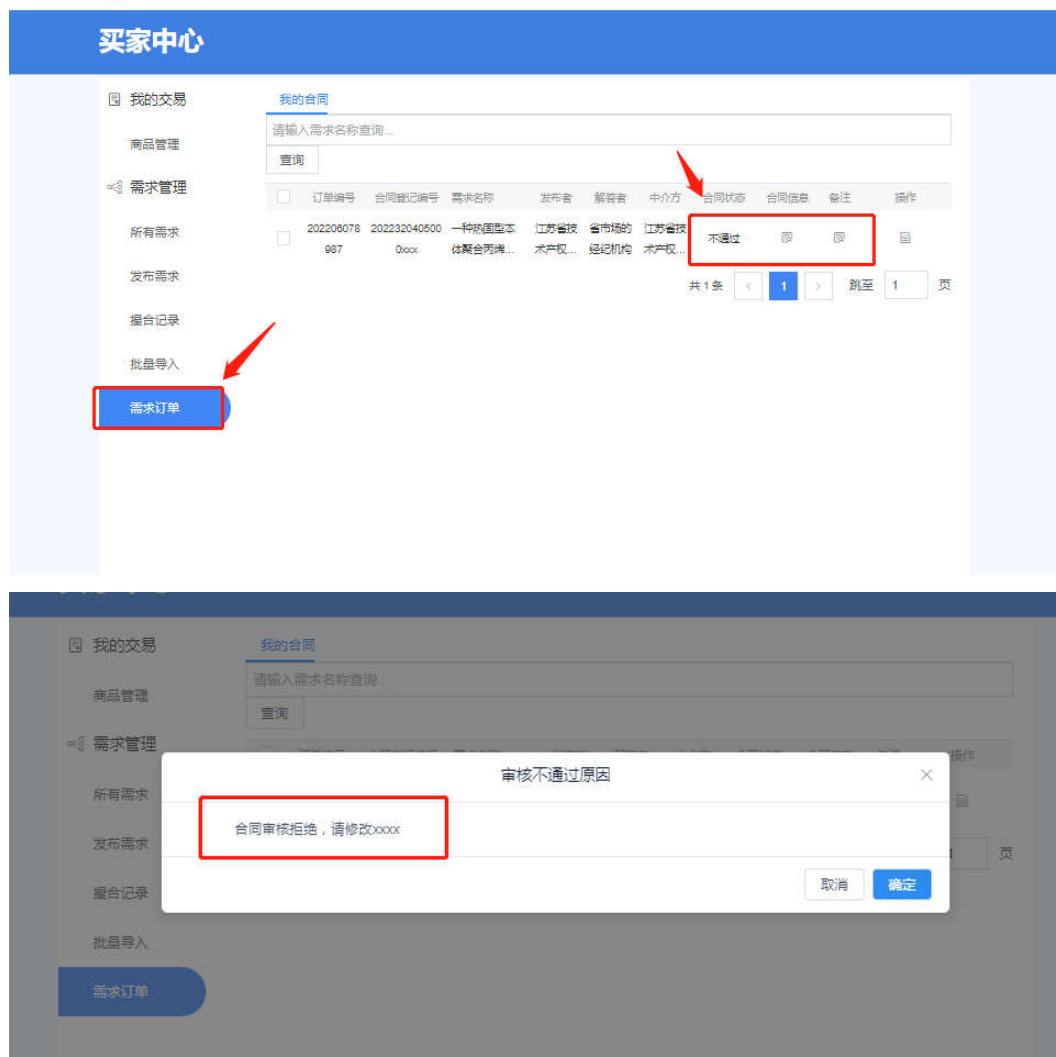 买家中心
我的交易
我的合同
请输入需求名称查询...
商品管理
查询
需求管理
订单编号 合同登记编号 需求名称 发布者 解答者 中介方 合同状态 合同信息 备注 操作
所有需求
202206078 202232040500 一种热固型本 江苏省技 省市场的 江苏省技 不通过
987 0xxx 体聚合丙烯... 术产权... 经纪机构 术产权...
发布需求
共1条 < 1 > 跳至 1 页
撮合记录
批量导入
需求订单
我的交易
我的合同
请输入需求名称查询...
商品管理
查询
需求管理
操作
审核不通过原因
所有需求
合同审核拒绝，请修改xxxx
发布需求
页
取消 确定
撮合记录
批量导入
需求订单